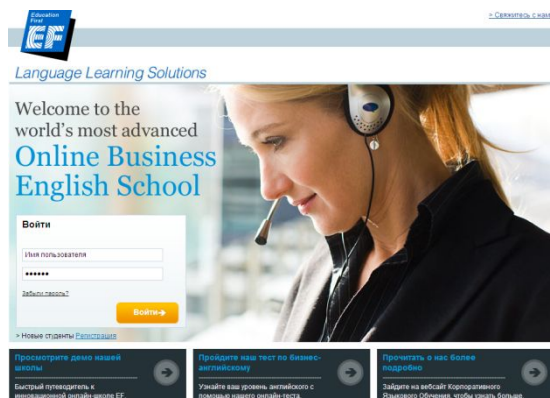 Education
First
EF
» Свяжитесь с нами
Language Learning Solutions
Welcome to the
world's most advanced
Online Business
English School
Войти
Имя пользователя
••••••
Забыли пароль?
Войти
> Новые студенты Регистрация
Просмотрите демо нашей
школы
Быстрый путеводитель к
инновационной онлайн-школе EF.
Пройдите наш тест по бизнес-
английскому
Узнайте ваш уровень английского с
помощью нашего онлайн-теста.
Прочитать о нас более
подробно
Зайдите на вебсайт Корпоративного
Языкового Обучения, чтобы узнать больше.